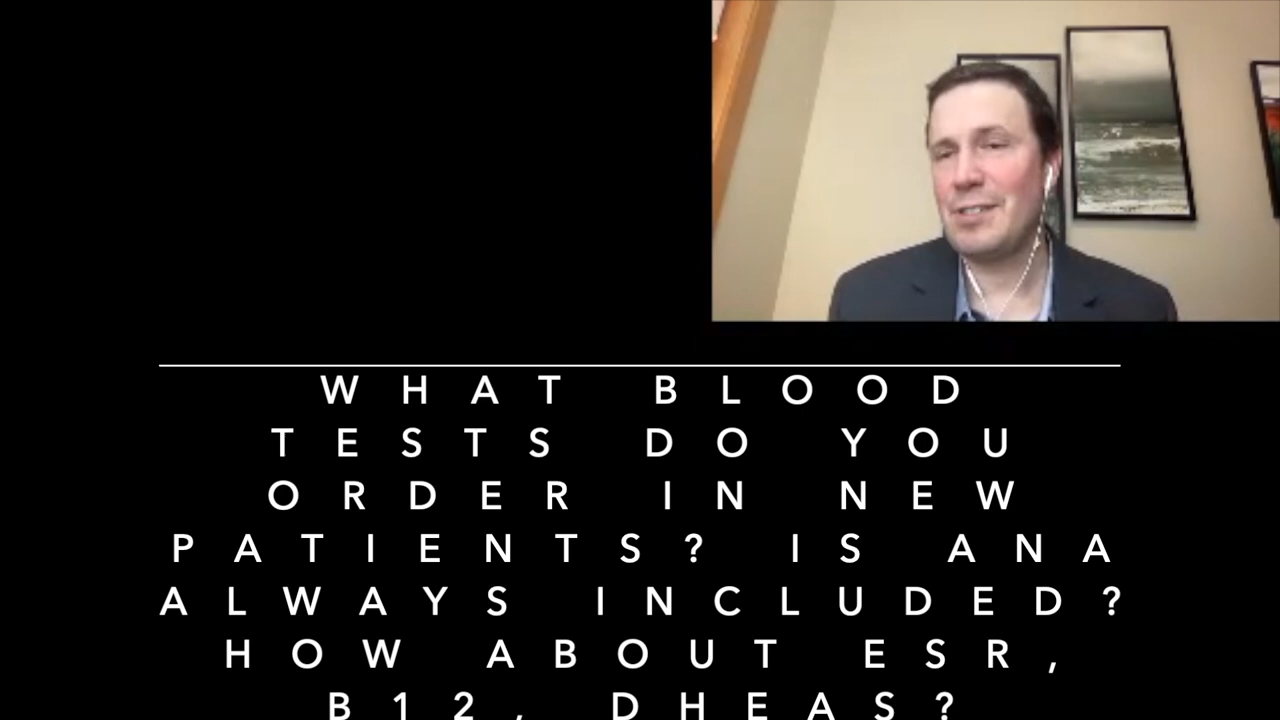 WHAT BLOOD
TESTS DO YOU
ORDER IN NEW
PATIENTS? IS ANA
ALWAYS INCLUDED?
HOW ABOUT ESR,
B12, DHEAS?